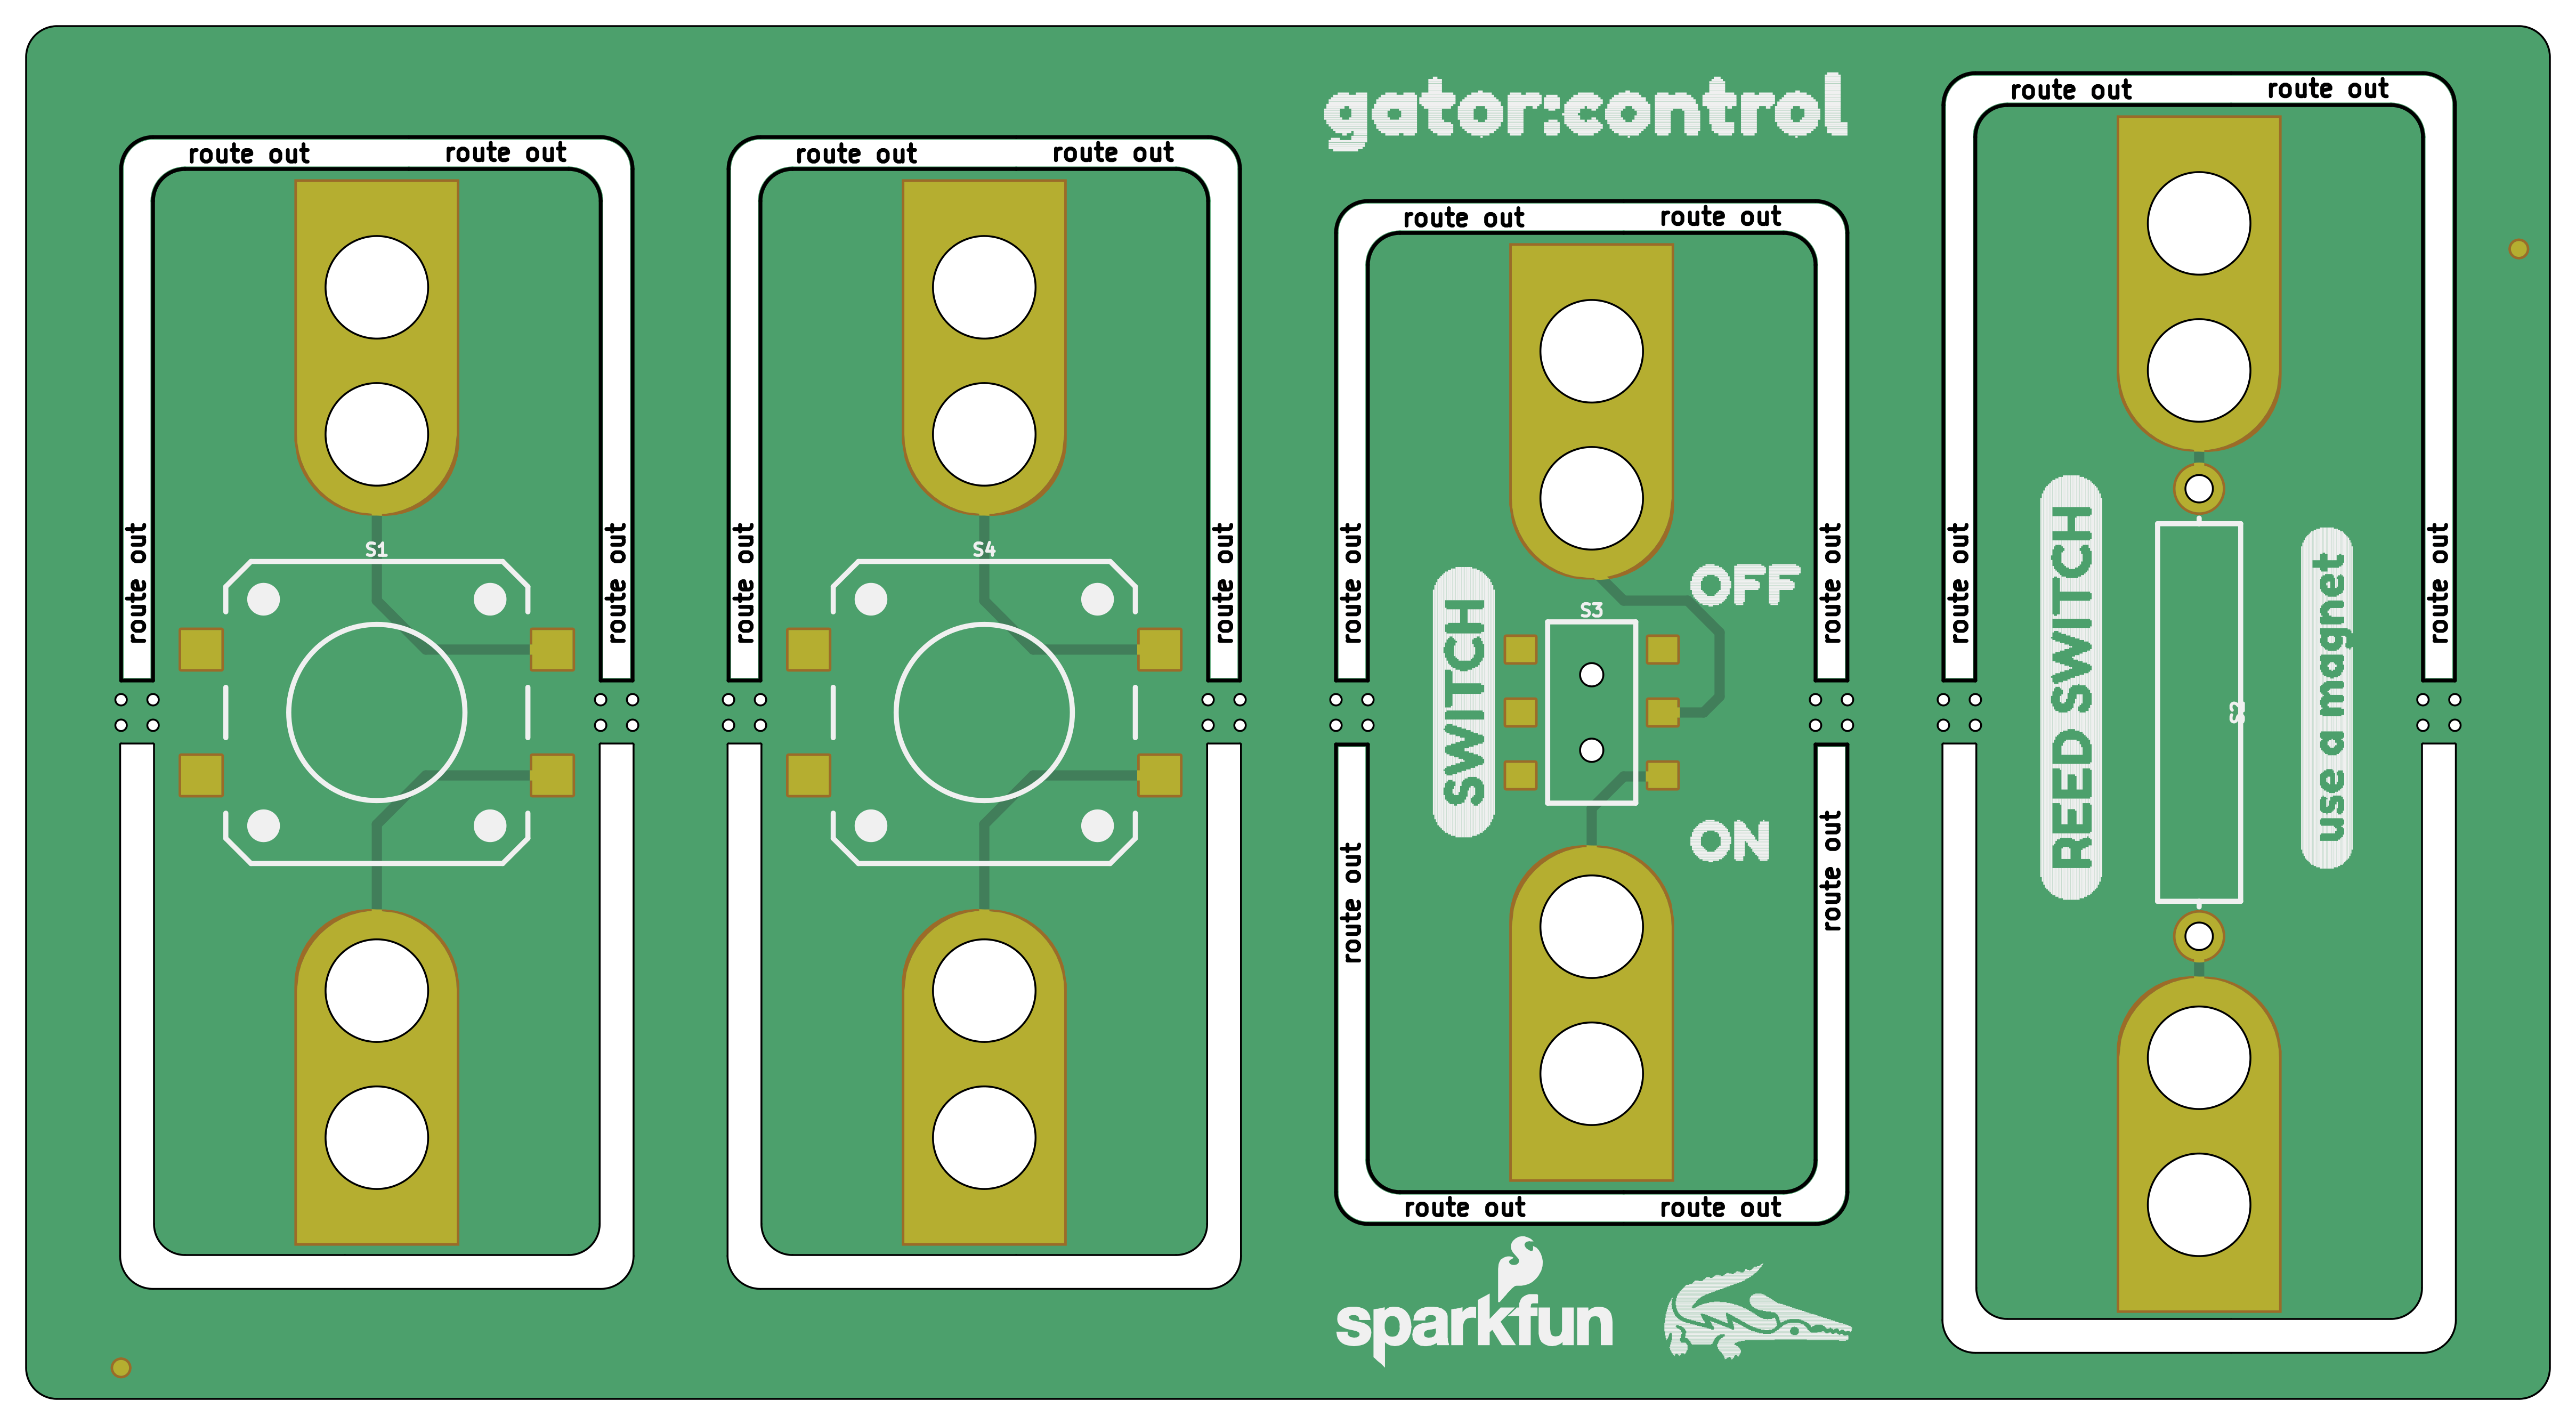 gator:control
route out route out
route out
route out
S1
route out route out
route out
route out
S4
route out route out
route out
route out
OFF
S3
SWITCH
ON
route out
route out
route out route out
route out route out
route out
route out
REED SWITCH
S2
use a magnet
sparkfun